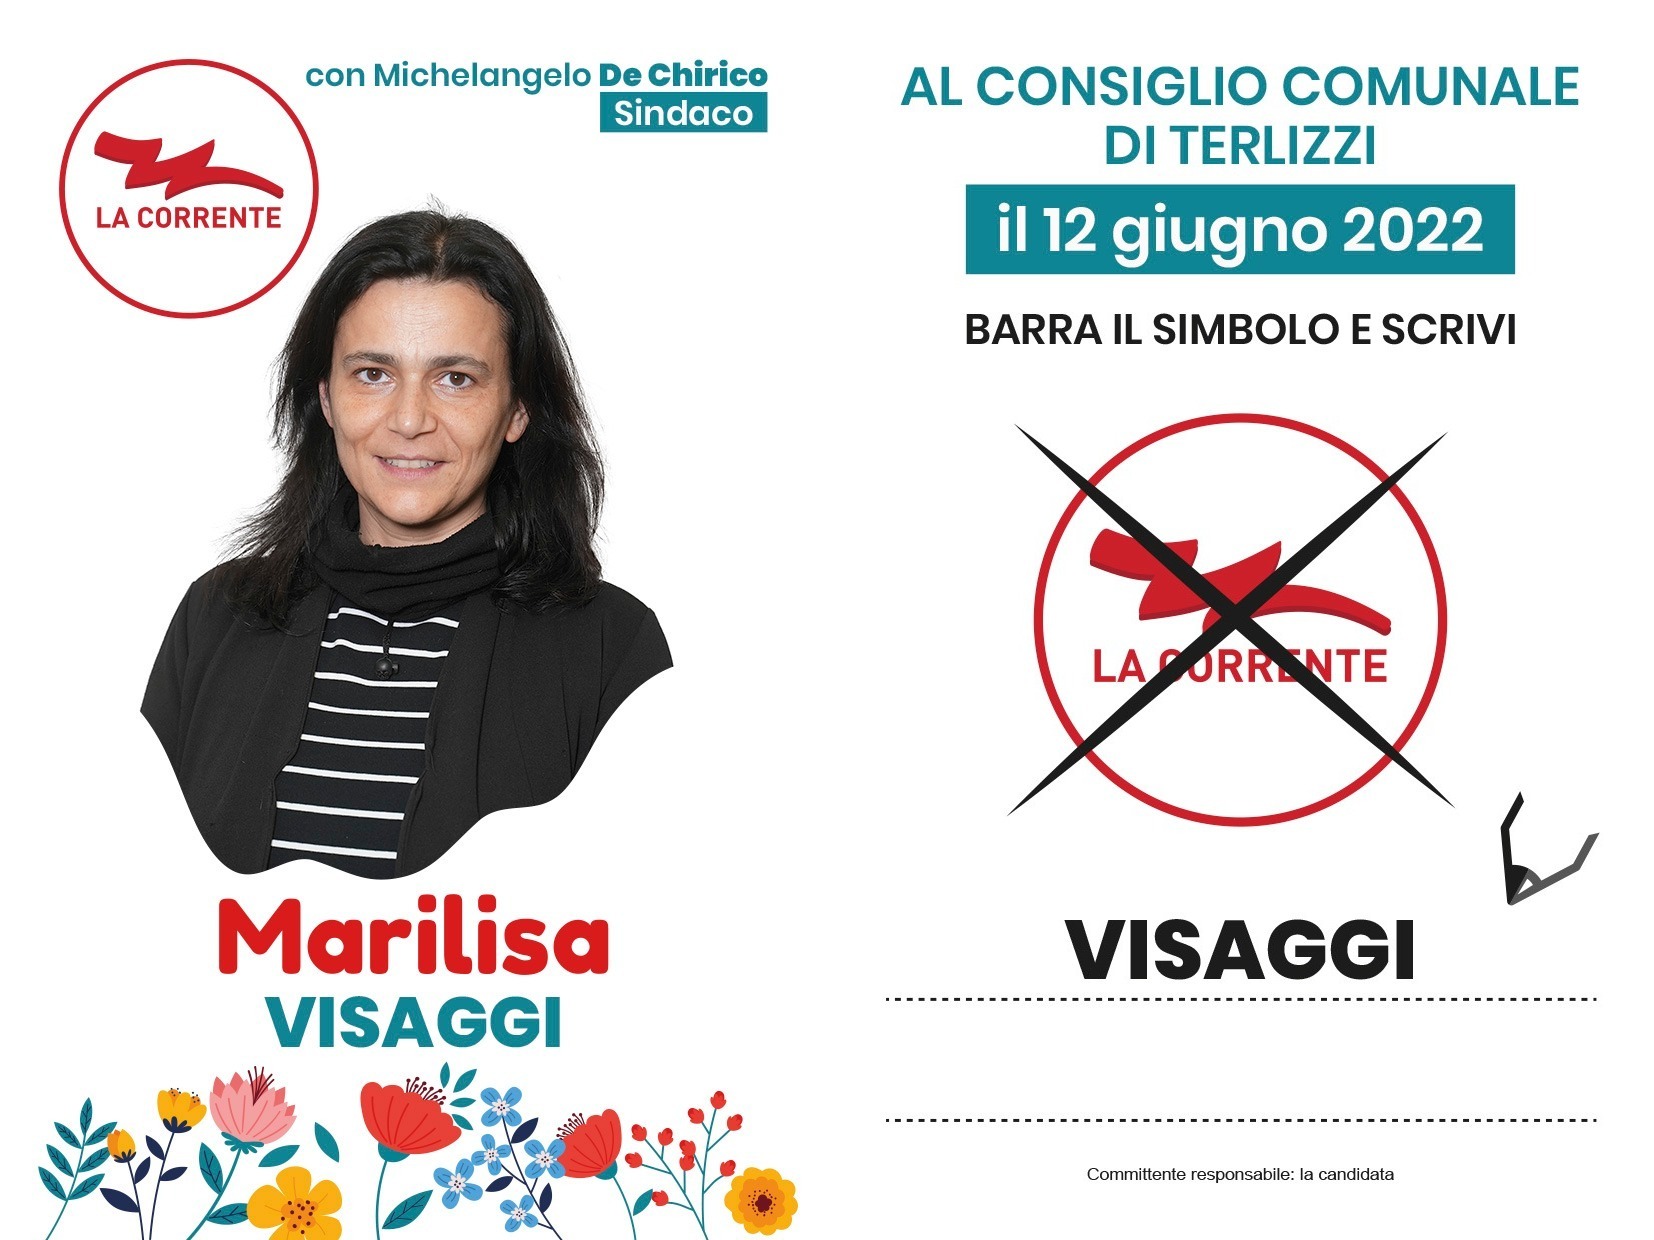 con Michelangelo De Chirico
Sindaco
LA CORRENTE
Marilisa
VISAGGI
AL CONSIGLIO COMUNALE
DI TERLIZZI
il 12 giugno 2022
BARRA IL SIMBOLO E SCRIVI
LA CORRENTE
VISAGGI
Committente responsabile: la candidata